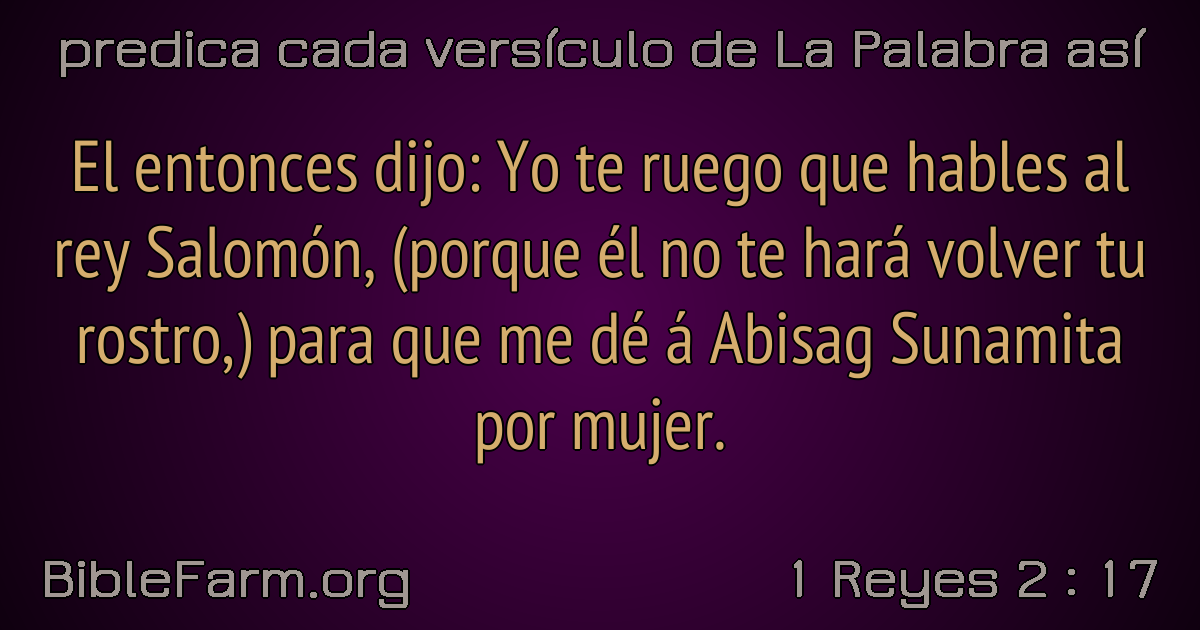 predica cada versículo de La Palabra así
El entonces dijo: Yo te ruego que hables al
rey Salomón, (porque él no te hará volver tu
rostro,) para que me dé á Abisag Sunamita
por mujer.
BibleFarm.org
1 Reyes 2 : 17